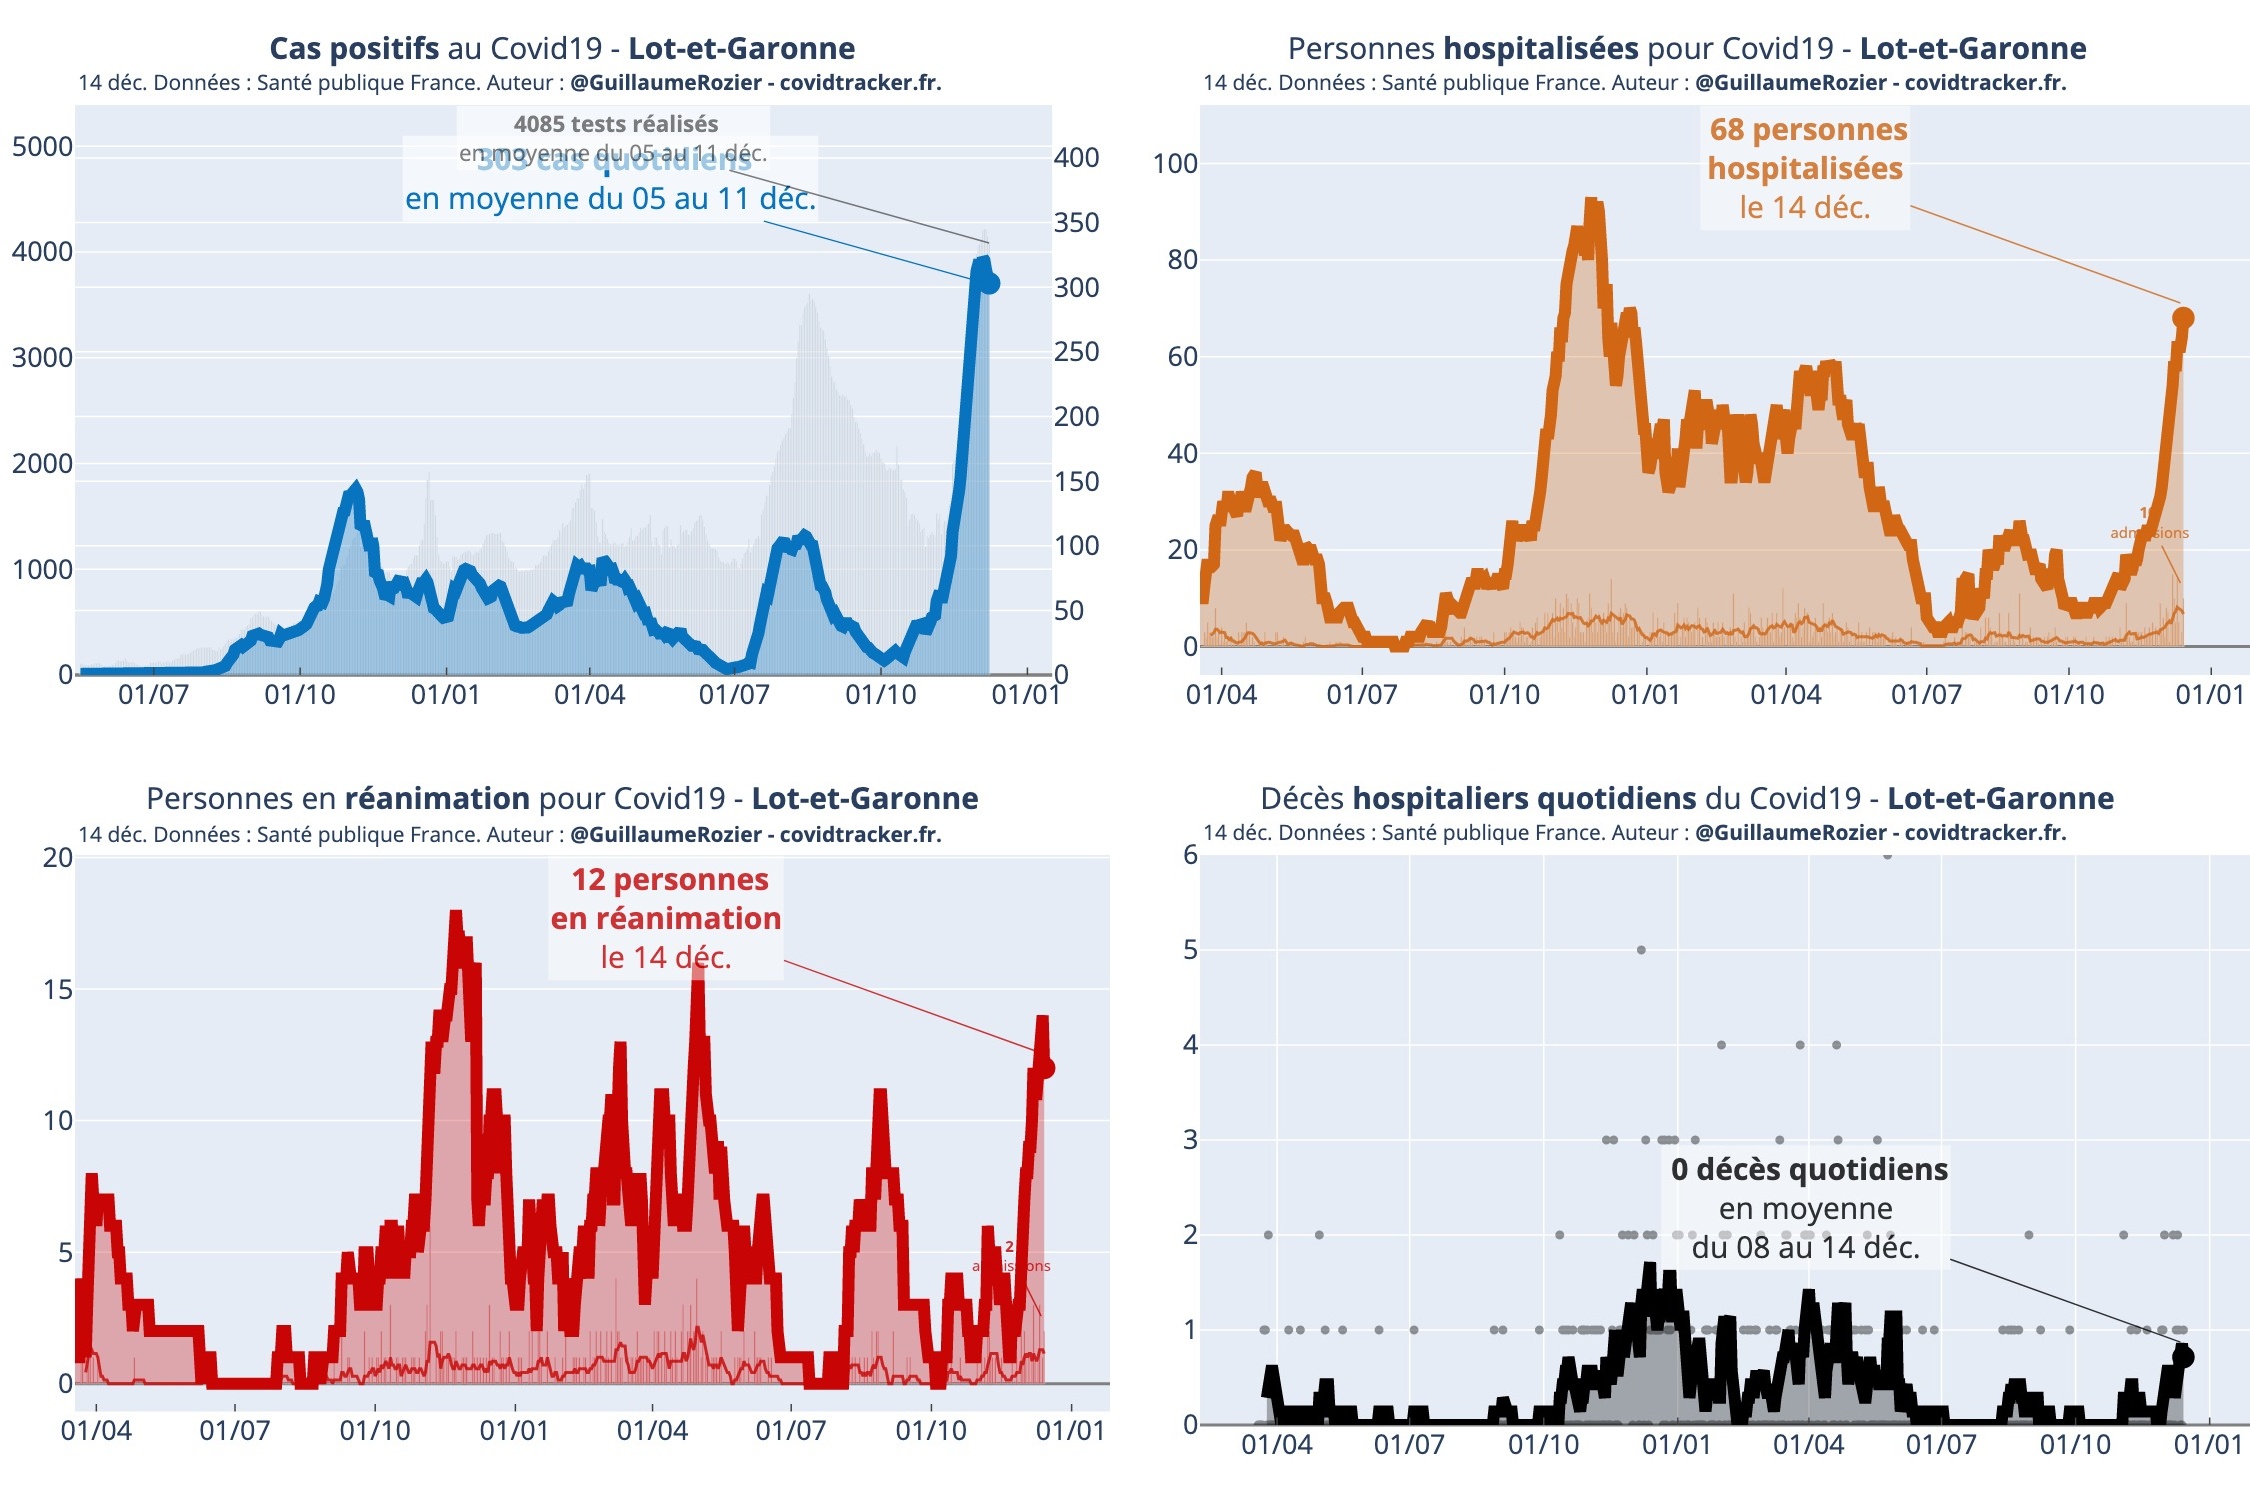 Cas positifs au Covid19 - Lot-et-Garonne
14 déc. Données : Santé publique France. Auteur : @GuillaumeRozier - covidtracker.fr.
4085 tests réalisés
en moyenne du 05 au 11 déc.
303 cas quotidiens
en moyenne du 05 au 11 déc.
5000
4000
3000
2000
1000
0
400
350
300
250
200
150
100
50
0
01/07 01/10 01/01 01/04 01/07 01/10 01/01
Personnes hospitalisées pour Covid19 - Lot-et-Garonne
14 déc. Données : Santé publique France. Auteur : @GuillaumeRozier - covidtracker.fr.
68 personnes
hospitalisées
le 14 déc.
100
80
60
40
20
0
admissions
01/04 01/07 01/10 01/01 01/04 01/07 01/10 01/01
Personnes en réanimation pour Covid19 - Lot-et-Garonne
14 déc. Données : Santé publique France. Auteur : @GuillaumeRozier - covidtracker.fr.
12 personnes
en réanimation
le 14 déc.
20
15
10
5
0
2
admissions
01/04 01/07 01/10 01/01 01/04 01/07 01/10 01/01
Décès hospitaliers quotidiens du Covid19 - Lot-et-Garonne
14 déc. Données : Santé publique France. Auteur : @GuillaumeRozier - covidtracker.fr.
0 décès quotidiens
en moyenne
du 08 au 14 déc.
6
5
4
3
2
1
0
01/04 01/07 01/10 01/01 01/04 01/07 01/10 01/01